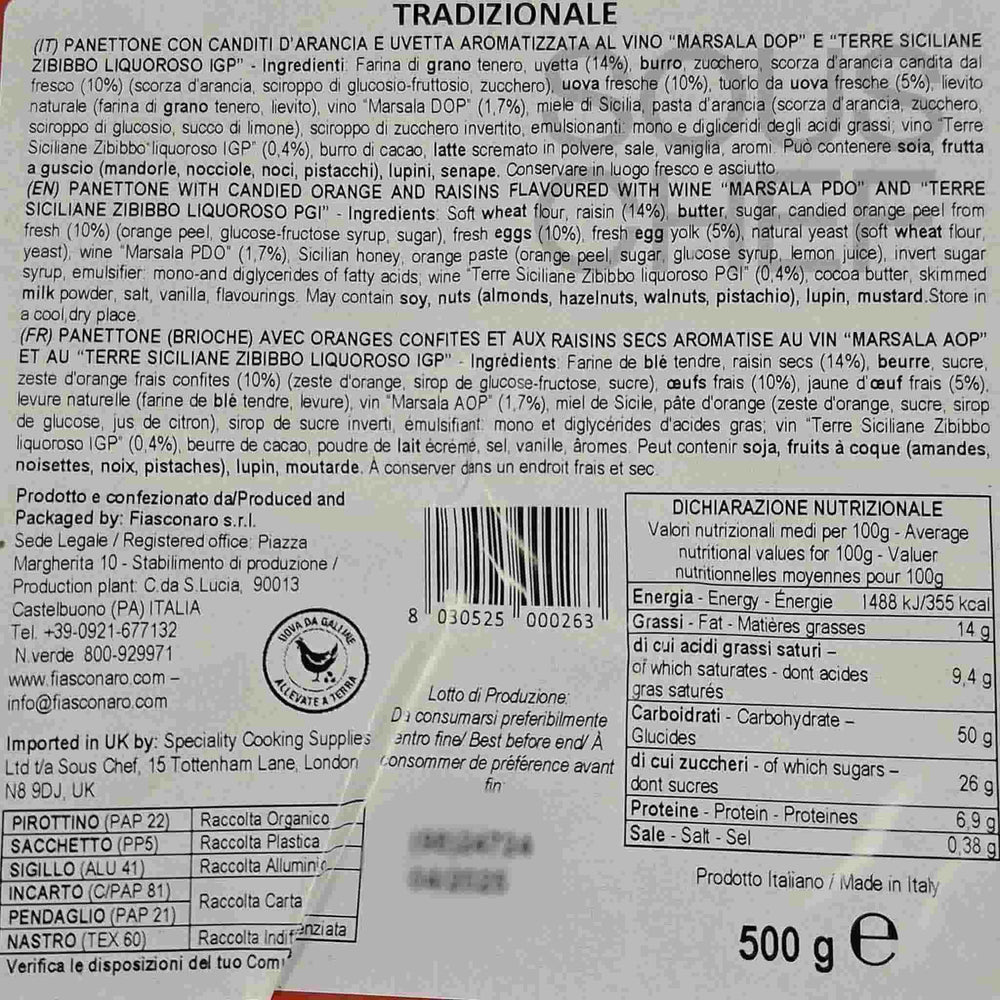 TRADIZIONALE
(IT) PANETTONE CON CANDITI D'ARANCIA E UVETTA AROMATIZZATA AL VINO "MARSALA DOP" E "TERRE SICILIANE
ZIBIBBO LIQUOROSO IGP" - Ingredienti: Farina di grano tenero, uvetta (14%), burro, zucchero, scorza d'arancia candita dal
fresco (10%) (scorza d'arancia, sciroppo di glucosio-fruttosio, zucchero), uova fresche (10%), tuorlo da uova fresche (5%), lievito
naturale (farina di grano tenero, lievito), vino "Marsala DOP" (1,7%), miele di Sicilia, pasta d'arancia (scorza d'arancia, zucchero,
sciroppo di glucosio, succo di limone), sciroppo di zucchero invertito, emulsionanti: mono e digliceridi degli acidi grassi; vino "Terre
Siciliane Zibibbo liquoroso IGP" (0,4%), burro di cacao, latte scremato in polvere, sale, vaniglia, aromi. Può contenere soia, frutta
a guscio (mandorle, nocciole, noci, pistacchi), lupini, senape. Conservare in luogo fresco e asciutto.
(EN) PANETTONE WITH CANDIED ORANGE AND RAISINS FLAVOURED WITH WINE "MARSALA PDO" AND "TERRE
SICILIANE ZIBIBBO LIQUOROSO PGI" - Ingredients: Soft wheat flour, raisin (14%), butter, sugar, candied orange peel from
fresh (10%) (orange peel, glucose-fructose syrup, sugar), fresh eggs (10%), fresh egg yolk (5%), natural yeast (soft wheat flour,
yeast), wine "Marsala PDO" (1,7%), Sicilian honey, orange paste (orange peel, sugar, glucose syrup, lemon juice), invert sugar
syrup, emulsifier: mono-and diglycerides of fatty acids; wine "Terre Siciliane Zibibbo liquoroso PGI" (0,4%), cocoa butter, skimmed
milk powder, salt, vanilla, flavourings. May contain soy, nuts (almonds, hazelnuts, walnuts, pistachio), lupin, mustard.Store in
a cool,dry place.
(FR) PANETTONE (BRIOCHE) AVEC ORANGES CONFITES ET AUX RAISINS SECS AROMATISE AU VIN "MARSALA AOP"
ET AU "TERRE SICILIANE ZIBIBBO LIQUOROSO IGP" - Ingrédients: Farine de blé tendre, raisin secs (14%), beurre, sucre,
zeste d'orange frais confites (10%) (zeste d'orange, sirop de glucose-fructose, sucre), œufs frais (10%), jaune d'œuf frais (5%),
levure naturelle (farine de blé tendre, levure), vin "Marsala AOP" (1,7%), miel de Sicile, pâte d'orange (zeste d'orange, sucre, sirop
de glucose, jus de citron), sirop de sucre inverti, émulsifiant: mono et diglycérides d'acides gras; vin "Terre Siciliane Zibibbo
liquoroso IGP" (0,4%), beurre de cacao, poudre de lait écrémé, sel, vanille, âromes. Peut contenir soja, fruits à coque (amandes,
noisettes, noix, pistaches), lupin, moutarde. À conserver dans un endroit frais et sec.
Prodotto e confezionato da/Produced and
Packaged by: Fiasconaro s.r.l.
Sede Legale / Registered office: Piazza
Margherita 10 - Stabilimento di produzione /
Production plant: C.da S.Lucia, 90013
Castelbuono (PA) ITALIA
Tel. +39-0921-677132
N.verde 800-929971
www.fiasconaro.com –
info@fiasconaro.com
UOVA DA GALLINE
ALLEVATE A TERRA
Imported in UK by: Speciality Cooking Supplies
Ltd t/a Sous Chef, 15 Tottenham Lane, London
N8 9DJ, UK
PIROTTINO (PAP 22) Raccolta Organico
SACCHETTO (PP5) Raccolta Plastica
SIGILLO (ALU 41) Raccolta Alluminio
INCARTO (C/PAP 81) Raccolta Carta
PENDAGLIO (PAP 21)
NASTRO (TEX 60) Raccolta Indifferenziata
Verifica le disposizioni del tuo Com
8 030525 000263
Lotto di Produzione:
Da consumarsi preferibilmente
entro fine/ Best before end/ À
consommer de préférence avant
fin:
DICHIARAZIONE NUTRIZIONALE
Valori nutrizionali medi per 100g - Average
nutritional values for 100g - Valuer
nutritionnelles moyennes pour 100g
Energia - Energy - Énergie 1488 kJ/355 kcal
Grassi - Fat - Matières grasses 14 g
di cui acidi grassi saturi –
of which saturates - dont acides 9,4 g
gras saturés
Carboidrati - Carbohydrate –
Glucides 50 g
di cui zuccheri - of which sugars –
dont sucres 26 g
Proteine - Protein - Proteines 6,9 g
Sale - Salt - Sel 0,38 g
Prodotto Italiano / Made in Italy
500 g e